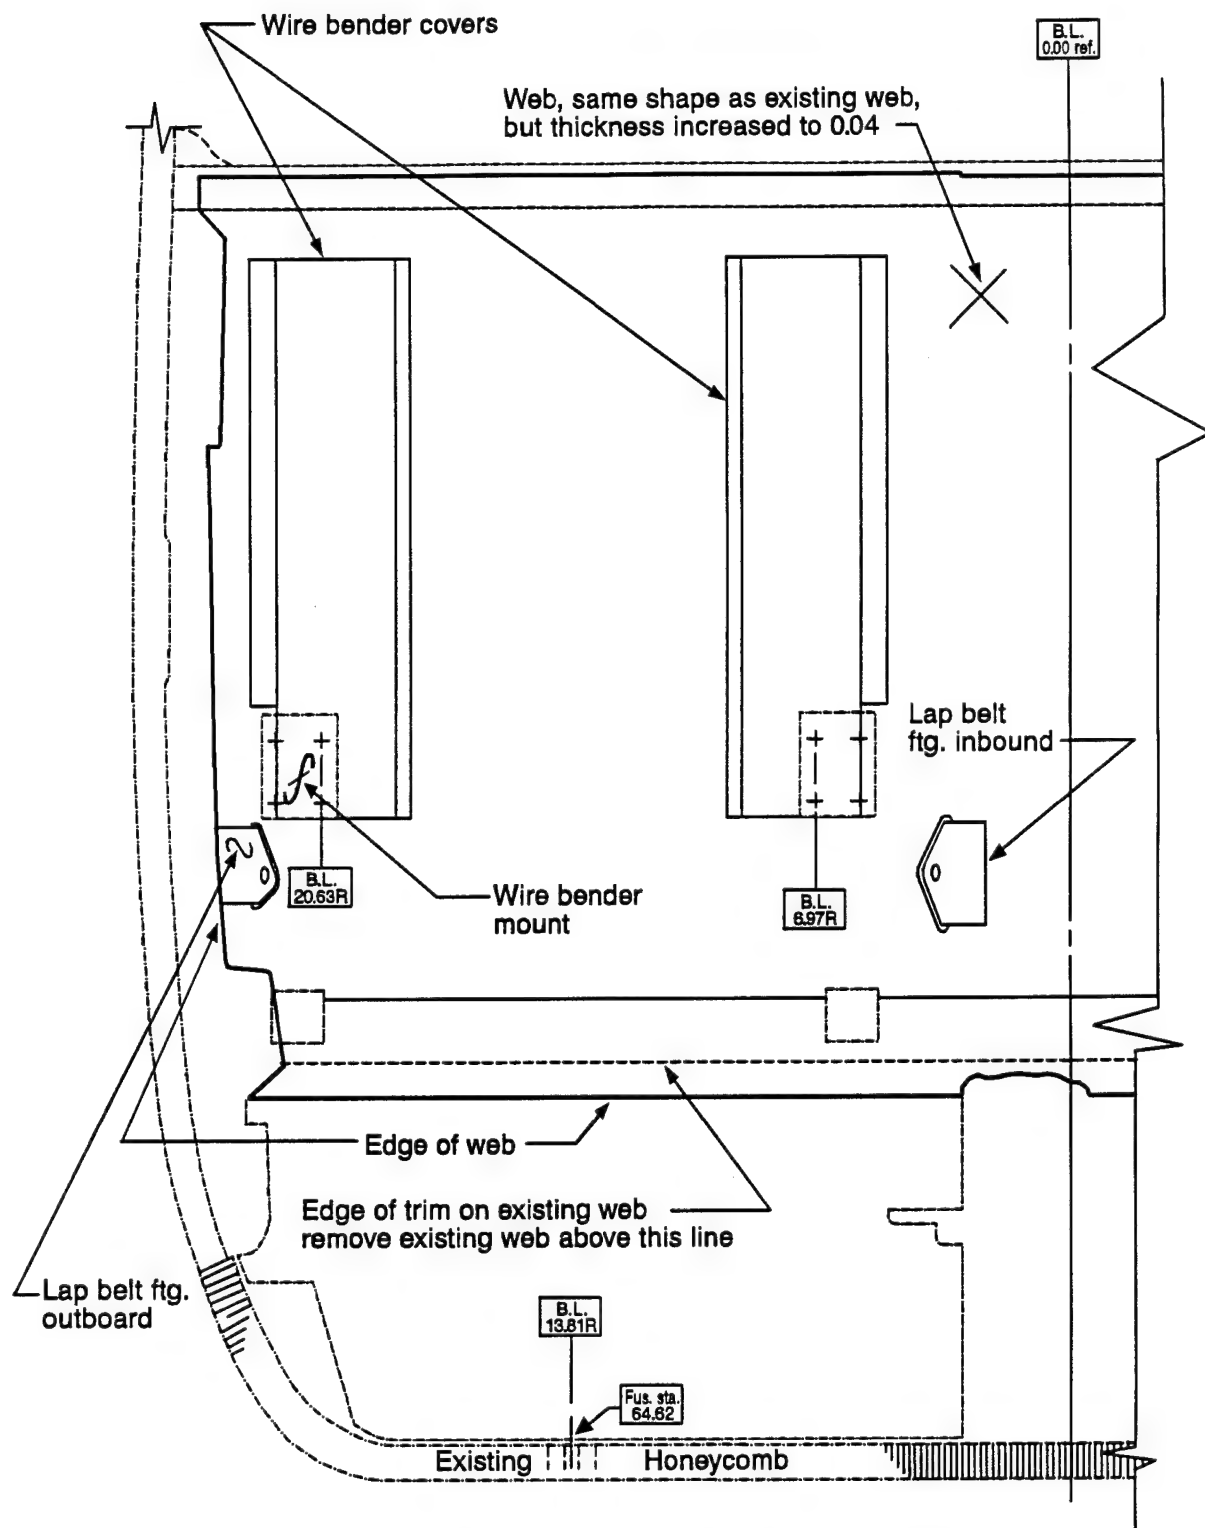 Wire bender covers
B.L.
0.00 ref.
Web, same shape as existing web,
but thickness increased to 0.04
Lap belt
ftg. inbound
B.L.
20.63R
Wire bender
mount
B.L.
6.97R
Edge of web
Edge of trim on existing web
remove existing web above this line
Lap belt ftg.
outboard
B.L.
13.81R
Fus. sta.
64.62
Existing
Honeycomb